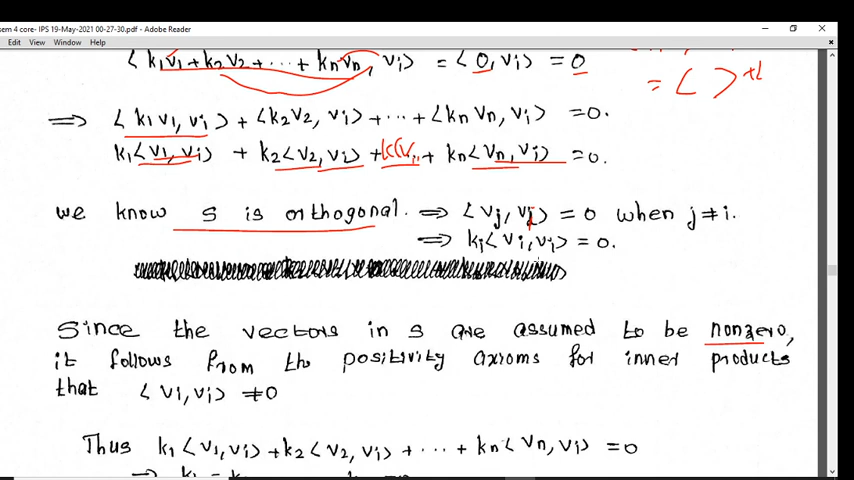 sem 4 core- IPS 19-May-2021 00-27-30.pdf - Adobe Reader
Edit View Window Help
⟨ k1v1 + k2v2 + ··· + knvn, vi⟩ = ⟨0, vi⟩ = 0
= ⟨ ⟩ +
⟹ ⟨ k1v1, vi⟩ + ⟨k2v2, vi⟩ + ··· + ⟨kn vn, vi⟩ = 0.
k1⟨v1, vi⟩ + k2⟨v2, vi⟩ + + kn⟨vn, vi⟩ = 0.
we know s is orthogonal. ⟹ ⟨vj, vi⟩ = 0 when j≠i.
⟹ ki⟨vi, vi⟩ = 0.
Since the vectors in s are assumed to be nonzero,
it follows from the positivity axioms for inner products
that ⟨vi, vi⟩ ≠0
Thus k1⟨v1, vi⟩ + k2⟨v2, vi⟩ + ··· + kn⟨vn, vi⟩ = 0